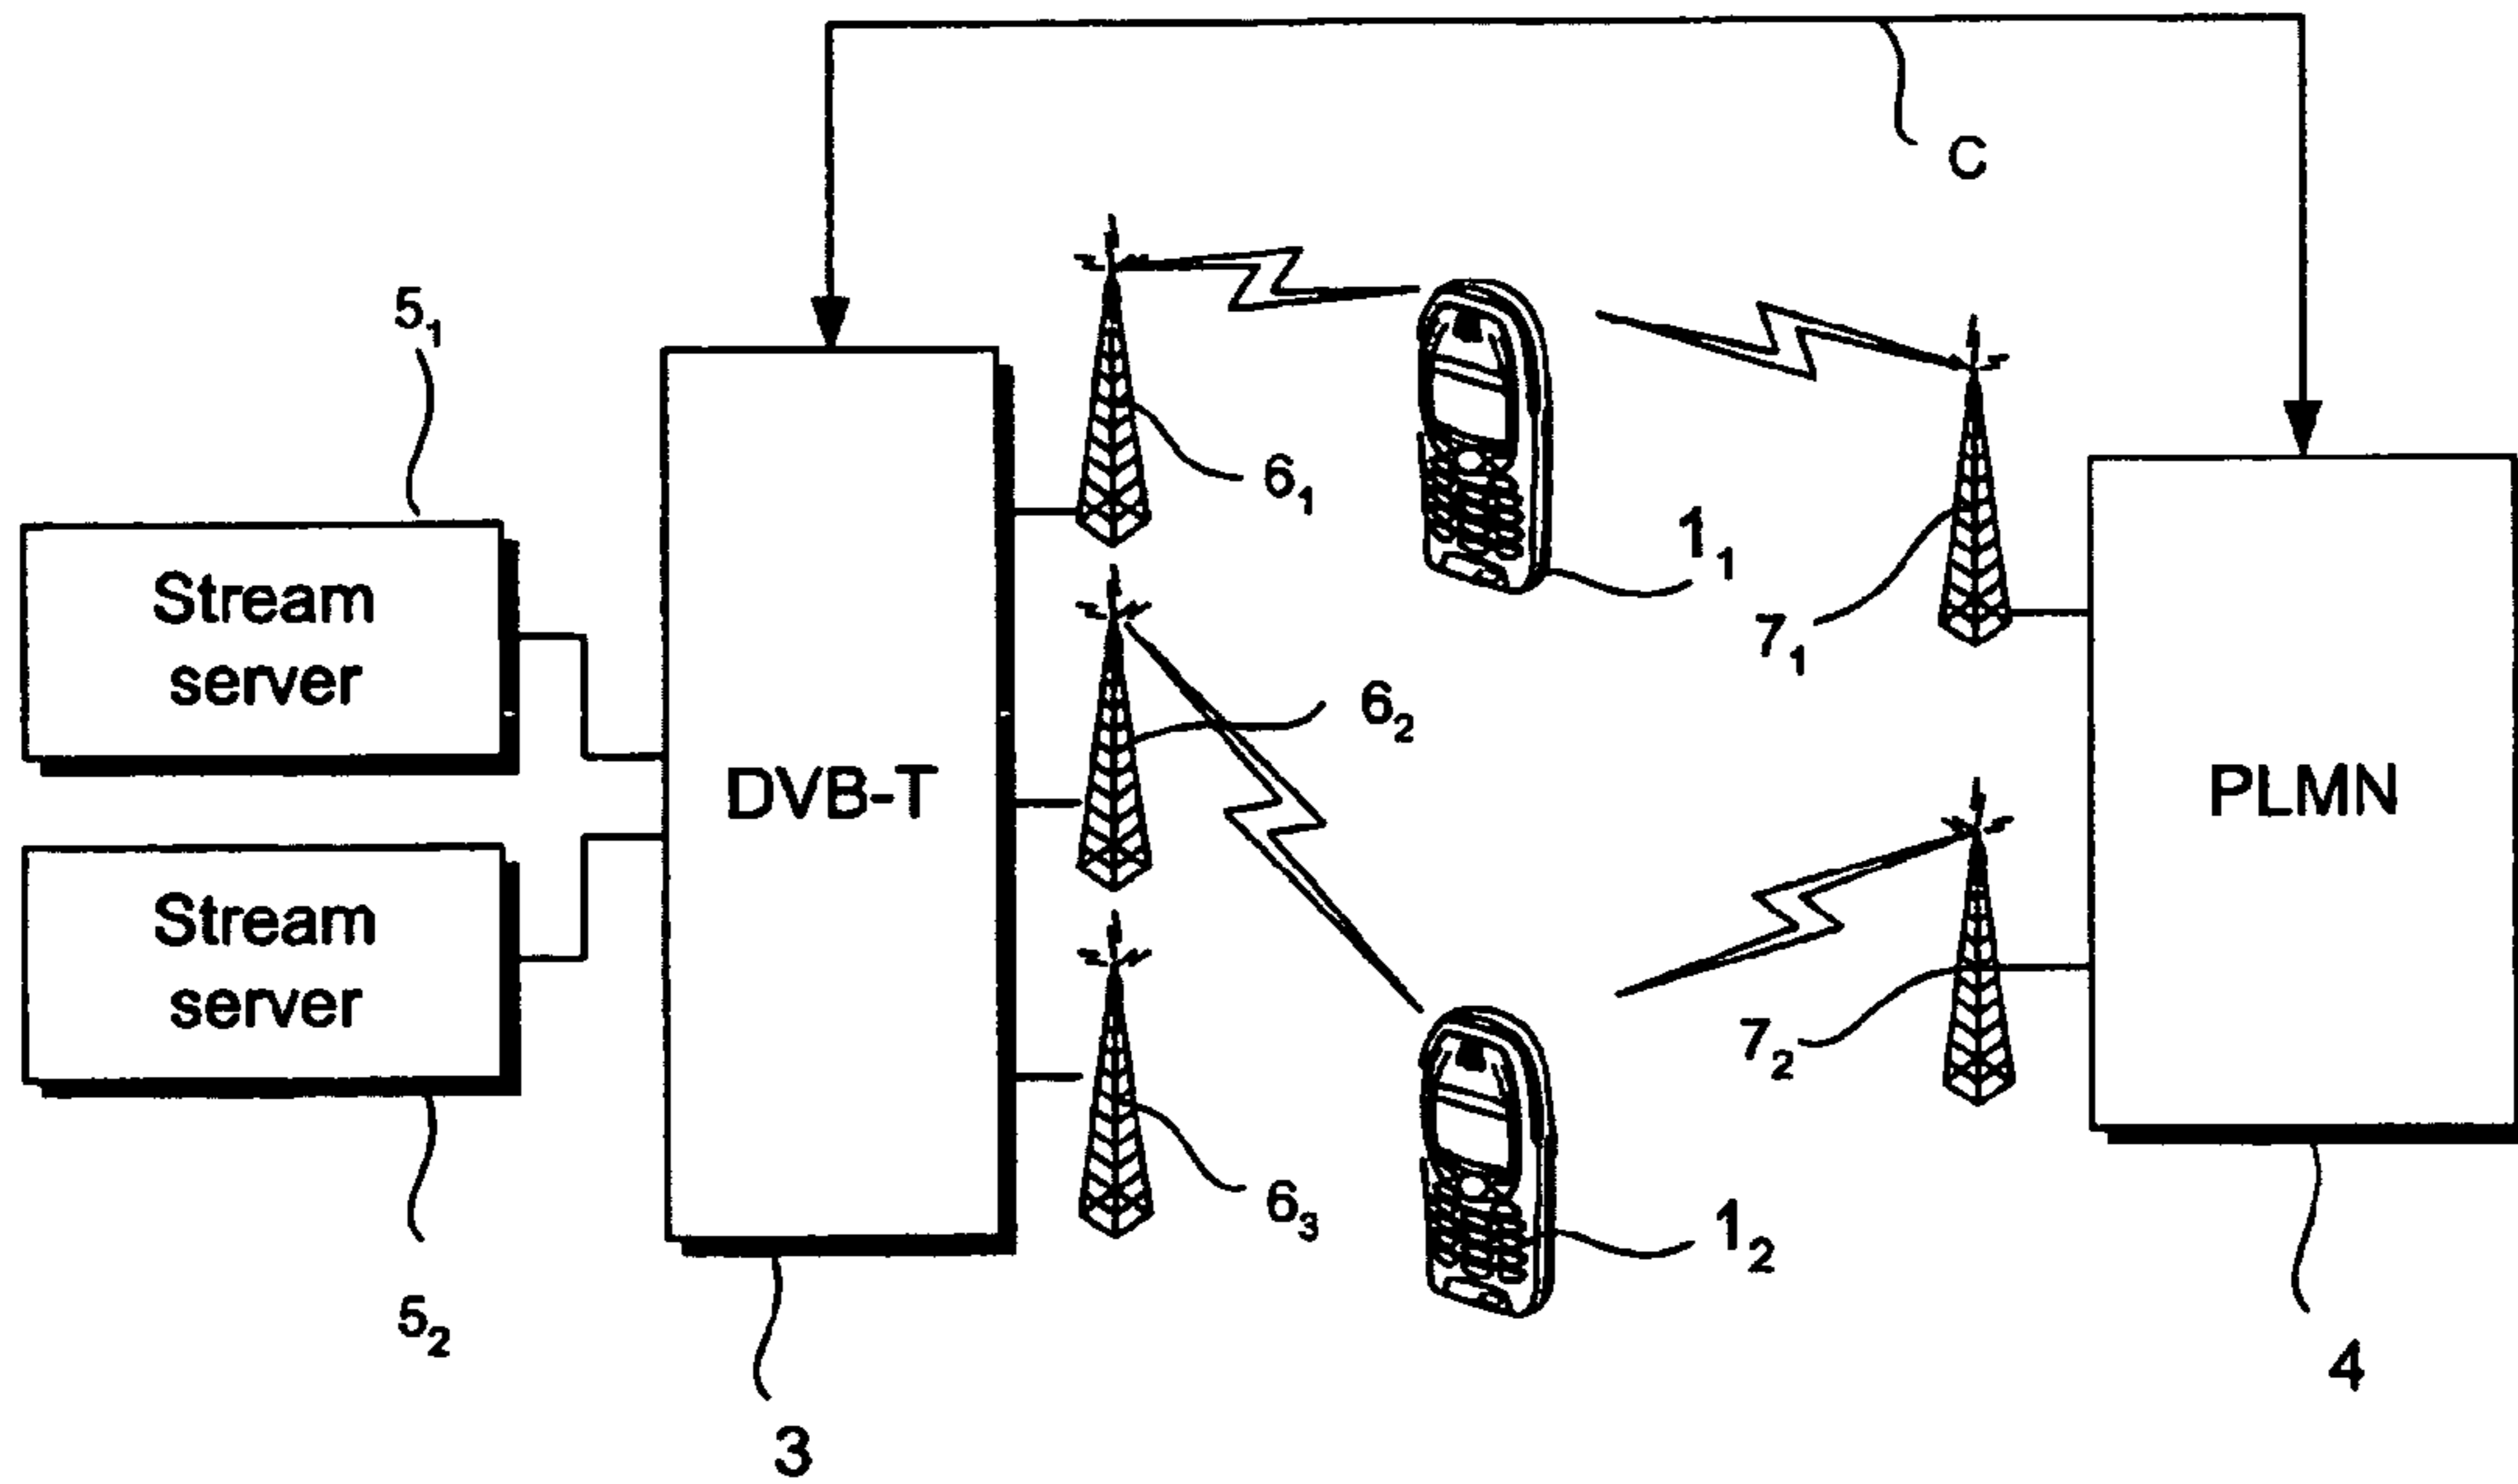 C
5₁
6₁
1₁
Stream
server
7₁
6₂
DVB-T
PLMN
Stream
server
7₂
6₃
1₂
5₂
4
3